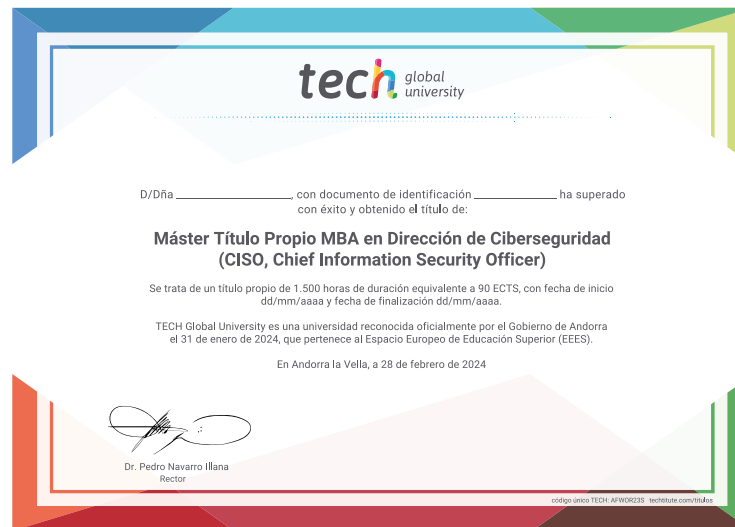 tech global university
D/Dña ______________, con documento de identificación __________ ha superado
con éxito y obtenido el título de:
Máster Título Propio MBA en Dirección de Ciberseguridad
(CISO, Chief Information Security Officer)
Se trata de un título propio de 1.500 horas de duración equivalente a 90 ECTS, con fecha de inicio
dd/mm/aaaa y fecha de finalización dd/mm/aaaa.
TECH Global University es una universidad reconocida oficialmente por el Gobierno de Andorra
el 31 de enero de 2024, que pertenece al Espacio Europeo de Educación Superior (EEES).
En Andorra la Vella, a 28 de febrero de 2024
Dr. Pedro Navarro Illana
Rector
código único TECH: AFWOR23S techtitute.com/titulos